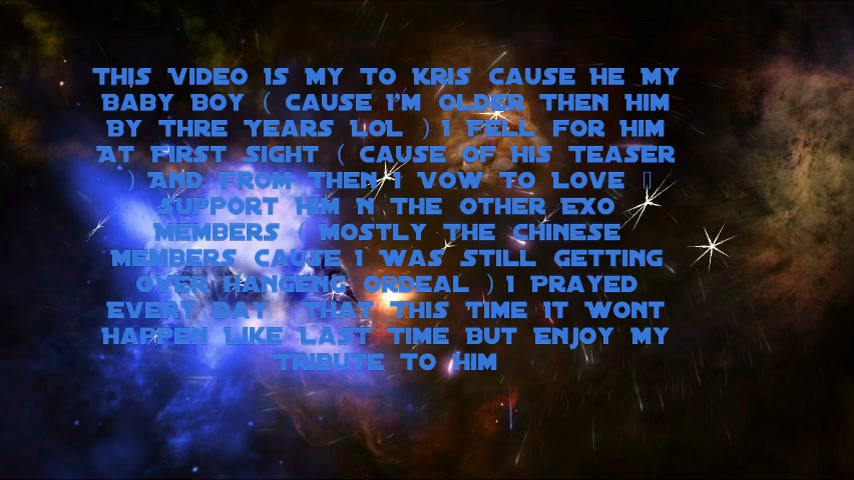 THIS VIDEO IS MY TO KRIS CAUSE HE MY
BABY BOY ( CAUSE I'M OLDER THEN HIM
BY THRE YEARS LOL ) I FELL FOR HIM
AT FIRST SIGHT ( CAUSE OF HIS TEASER
) AND FROM THEN I VOW TO LOVE
SUPPORT HIM N THE OTHER EXO
MEMBERS ( MOSTLY THE CHINESE
MEMBERS CAUSE I WAS STILL GETTING
OVER HANGENG ORDEAL ) I PRAYED
EVERY DAY THAT THIS TIME IT WONT
HAPPEN LIKE LAST TIME BUT ENJOY MY
TRIBUTE TO HIM